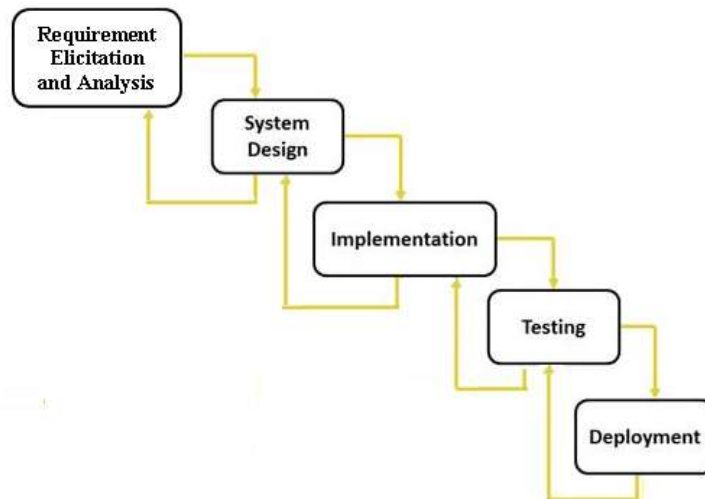 Requirement
Elicitation
and Analysis
System
Design
Implementation
Testing
Deployment